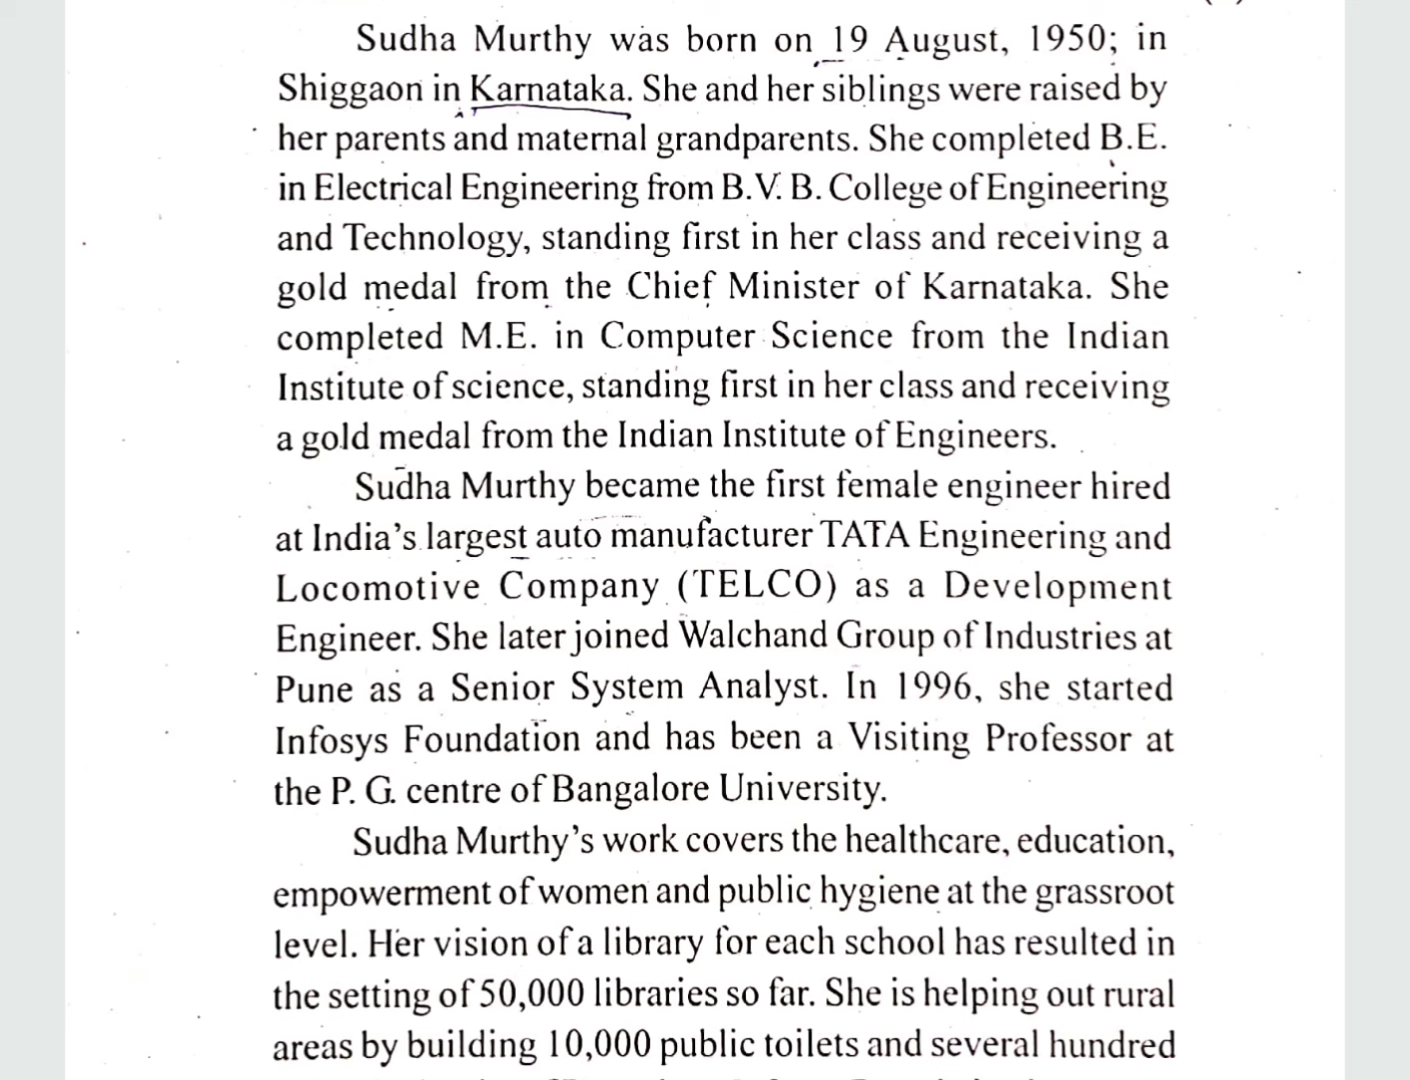 Sudha Murthy was born on 19 August, 1950; in
Shiggaon in Karnataka. She and her siblings were raised by
her parents and maternal grandparents. She completed B.E.
in Electrical Engineering from B.V. B. College of Engineering
and Technology, standing first in her class and receiving a
gold medal from the Chief Minister of Karnataka. She
completed M.E. in Computer Science from the Indian
Institute of science, standing first in her class and receiving
a gold medal from the Indian Institute of Engineers.
Sudha Murthy became the first female engineer hired
at India's largest auto manufacturer TATA Engineering and
Locomotive Company (TELCO) as a Development
Engineer. She later joined Walchand Group of Industries at
Pune as a Senior System Analyst. In 1996, she started
Infosys Foundation and has been a Visiting Professor at
the P. G. centre of Bangalore University.
Sudha Murthy's work covers the healthcare, education,
empowerment of women and public hygiene at the grassroot
level. Her vision of a library for each school has resulted in
the setting of 50,000 libraries so far. She is helping out rural
areas by building 10,000 public toilets and several hundred